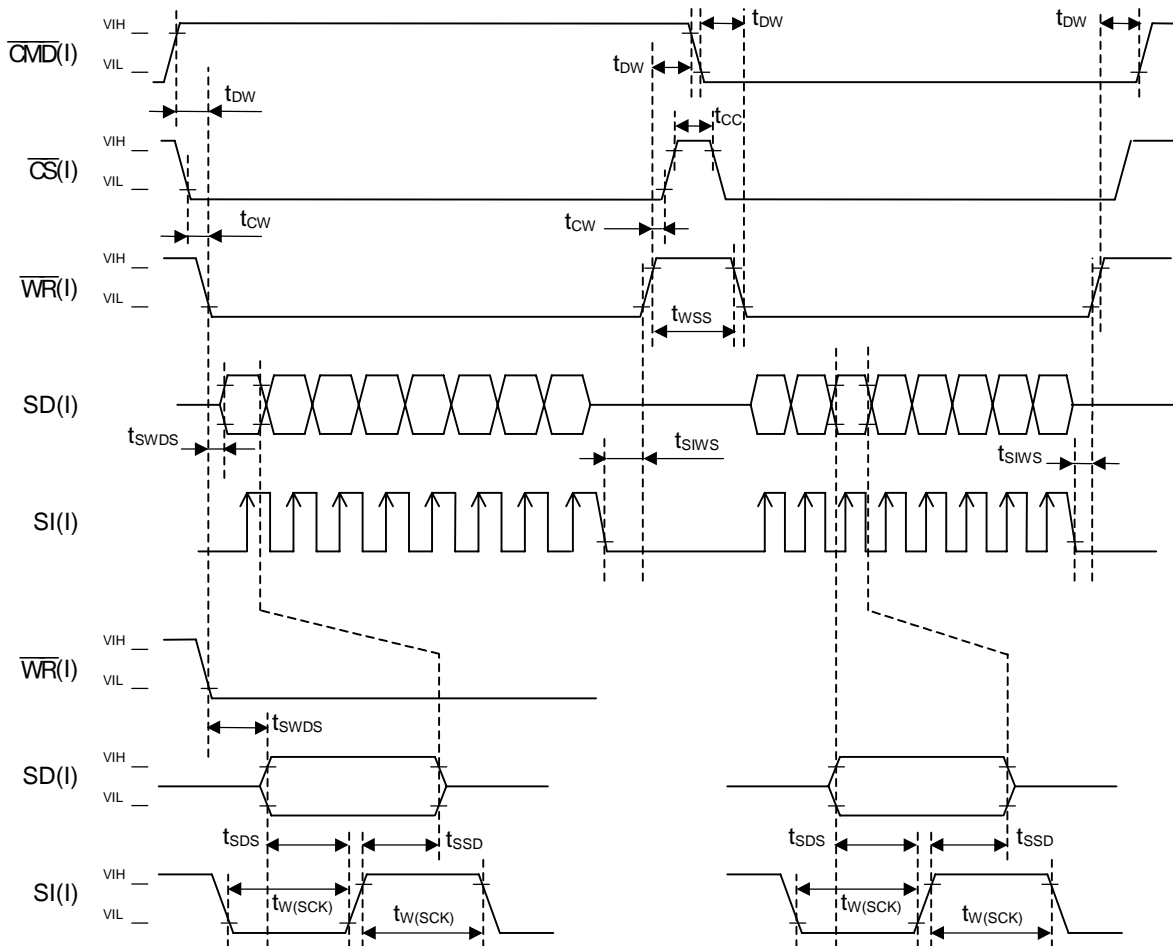 VIH
CMD(I)
VIL
tDW
tDW
tDW
tDW
tCC
VIH
CS(I)
VIL
tCW
tCW
VIH
WR(I)
VIL
tWSS
SD(I)
tSWDS
tSIWS
tSIWS
SI(I)
VIH
WR(I)
VIL
tSWDS
VIH
SD(I)
VIL
tSDS
tSSD
tSDS
tSSD
VIH
SI(I)
VIL
tW(SCK)
tW(SCK)
tW(SCK)
tW(SCK)